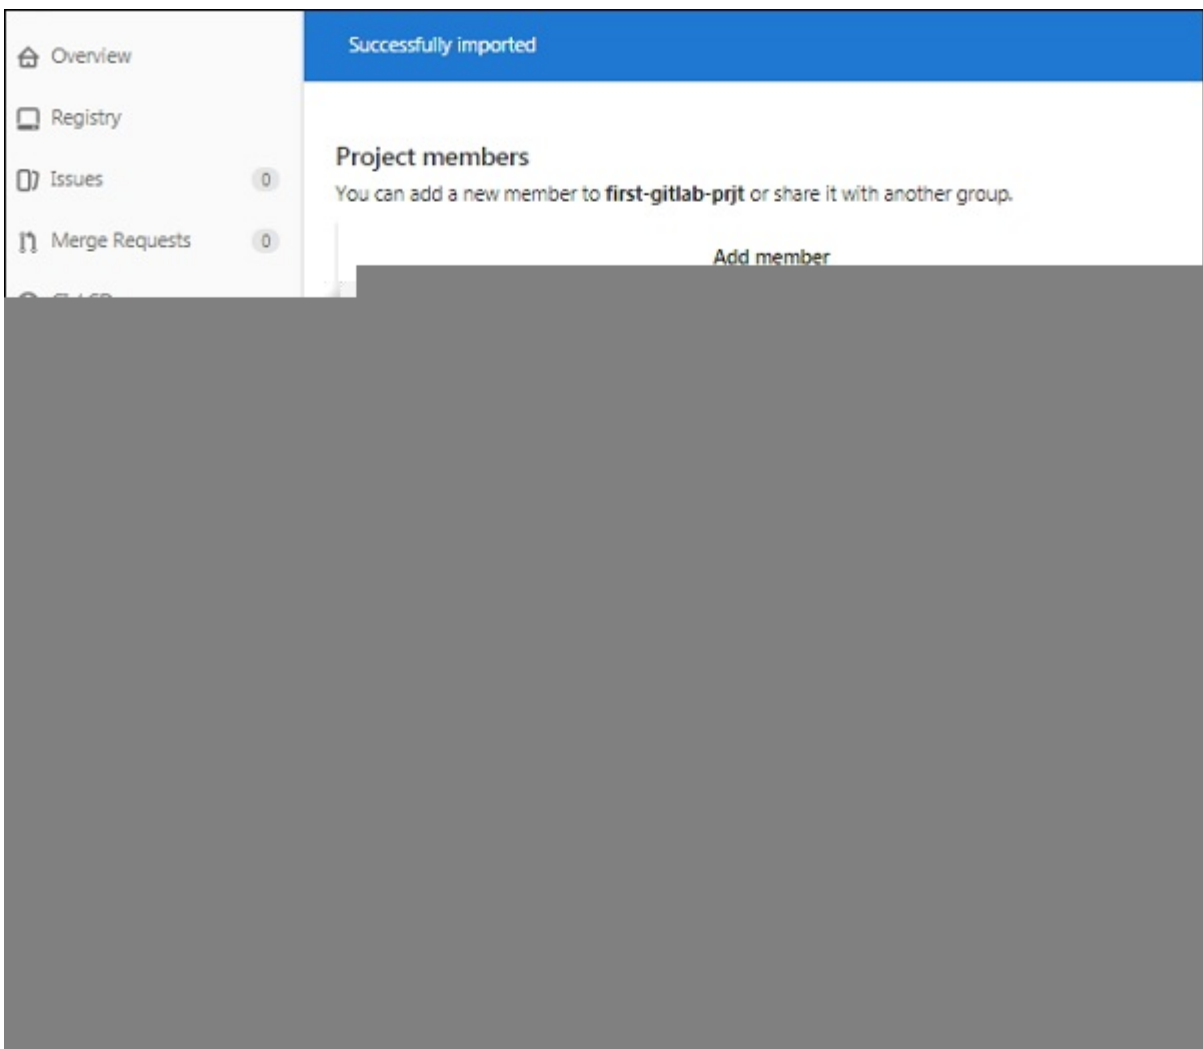 Overview
Registry
Issues 0
Merge Requests 0
Successfully imported
Project members
You can add a new member to first-gitlab-prjt or share it with another group.
Add member